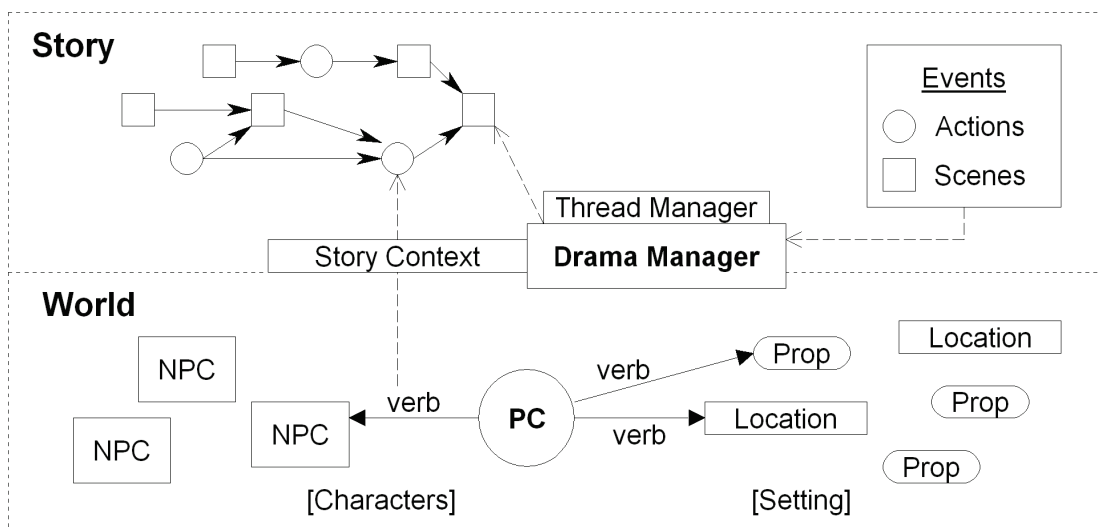 Story
Events
Actions
Scenes
Thread Manager
Story Context
Drama Manager
World
NPC
NPC
NPC
verb
PC
verb
verb
Prop
Location
Location
Prop
Prop
[Characters]
[Setting]